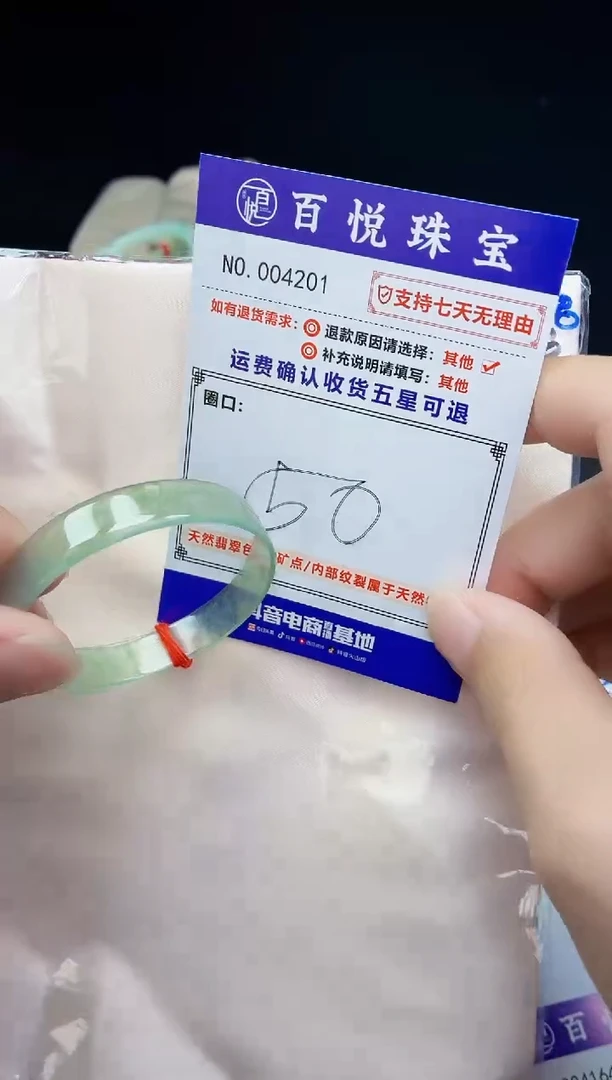 百悦珠宝
NO.004201
支持七天无理由
如有退货需求: 退款原因请选择: 其他
补充说明请填写: 其他
运费确认收货五星可退
圈口:
50
天然翡翠色 矿点/内部纹裂属于天然
抖音电商 基地
百